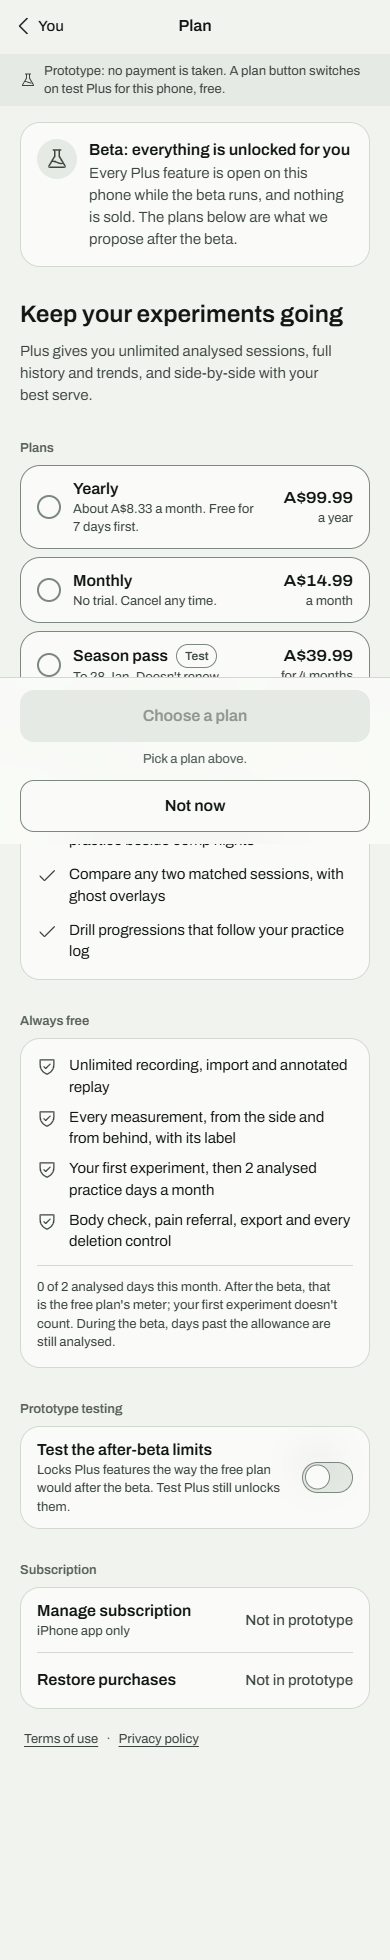 You
Plan
Prototype: no payment is taken. A plan button switches
on test Plus for this phone, free.
Beta: everything is unlocked for you
Every Plus feature is open on this
phone while the beta runs, and nothing
is sold. The plans below are what we
propose after the beta.
Keep your experiments going
Plus gives you unlimited analysed sessions, full
history and trends, and side-by-side with your
best serve.
Plans
Yearly
About A$8.33 a month. Free for
7 days first.
A$99.99
a year
Monthly
No trial. Cancel any time.
A$14.99
a month
Season pass
Test
To 28 Jan. Doesn't renew
A$39.99
for 4 months
Choose a plan
Pick a plan above.
Not now
practice beside comp nights
Compare any two matched sessions, with
ghost overlays
Drill progressions that follow your practice
log
Always free
Unlimited recording, import and annotated
replay
Every measurement, from the side and
from behind, with its label
Your first experiment, then 2 analysed
practice days a month
Body check, pain referral, export and every
deletion control
0 of 2 analysed days this month. After the beta, that
is the free plan's meter; your first experiment doesn't
count. During the beta, days past the allowance are
still analysed.
Prototype testing
Test the after-beta limits
Locks Plus features the way the free plan
would after the beta. Test Plus still unlocks
them.
Subscription
Manage subscription
iPhone app only
Not in prototype
Restore purchases
Not in prototype
Terms of use · Privacy policy